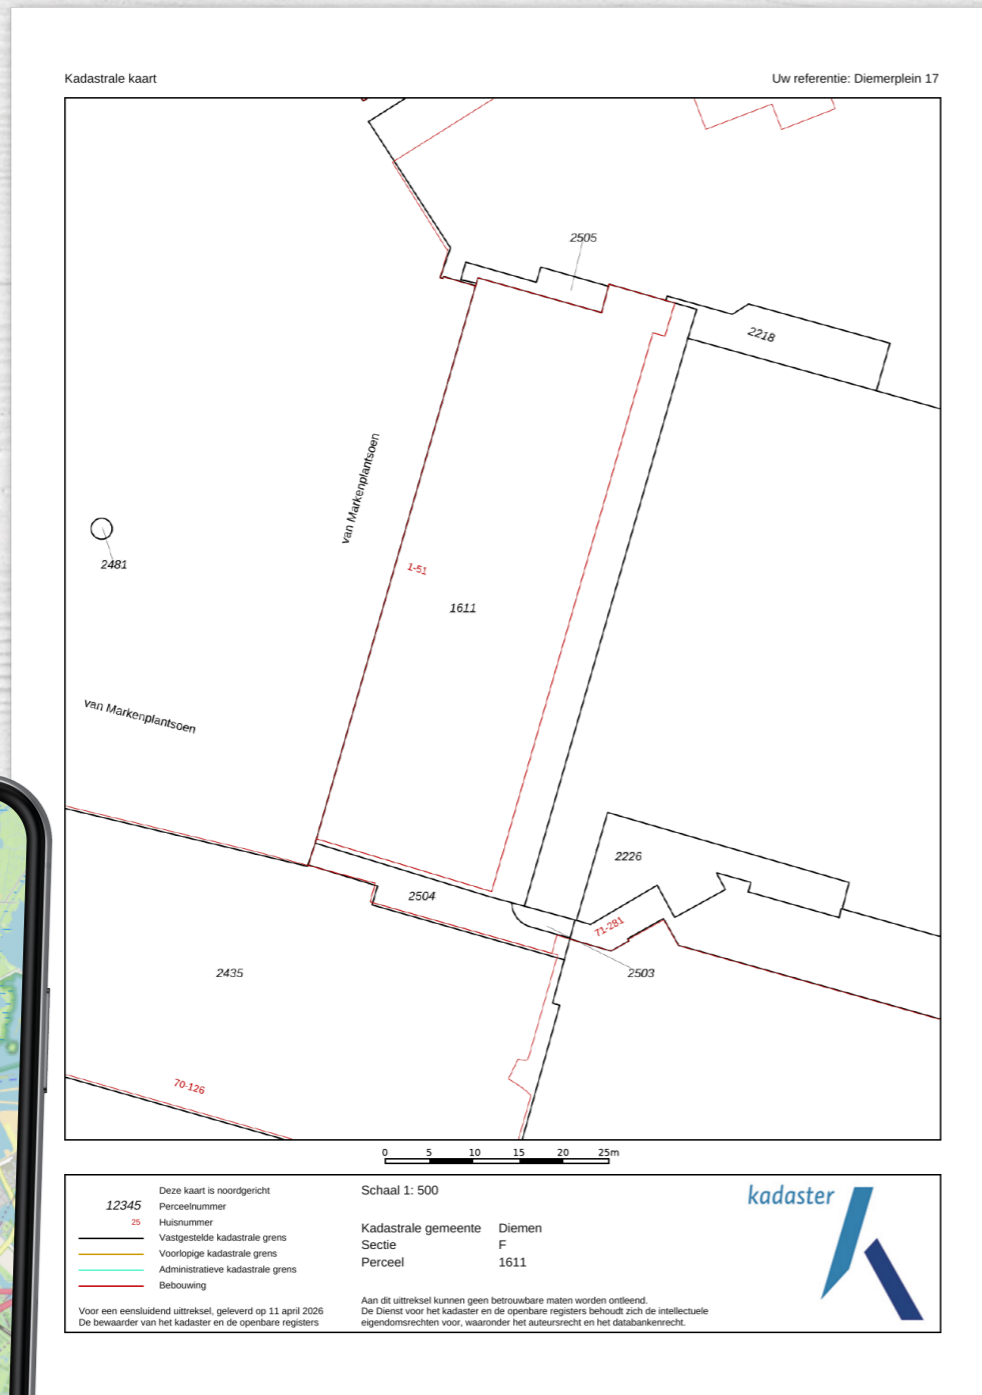 Kadastrale kaart
Uw referentie: Diemerplein 17
2505
2218
van Markenplantsoen
2481
1-51
1611
van Markenplantsoen
2226
2504
71-281
2435
2503
70-126
0 5 10 15 20 25m
Deze kaart is noordgericht
12345 Perceelnummer
25 Huisnummer
Vastgestelde kadastrale grens
Voorlopige kadastrale grens
Administratieve kadastrale grens
Bebouwing
Voor een eensluidend uittreksel, geleverd op 11 april 2026
De bewaarder van het kadaster en de openbare registers
Schaal 1: 500
Kadastrale gemeente Diemen
Sectie F
Perceel 1611
Aan dit uittreksel kunnen geen betrouwbare maten worden ontleend.
De Dienst voor het kadaster en de openbare registers behoudt zich de intellectuele
eigendomsrechten voor, waaronder het auteursrecht en het databankenrecht.
kadaster